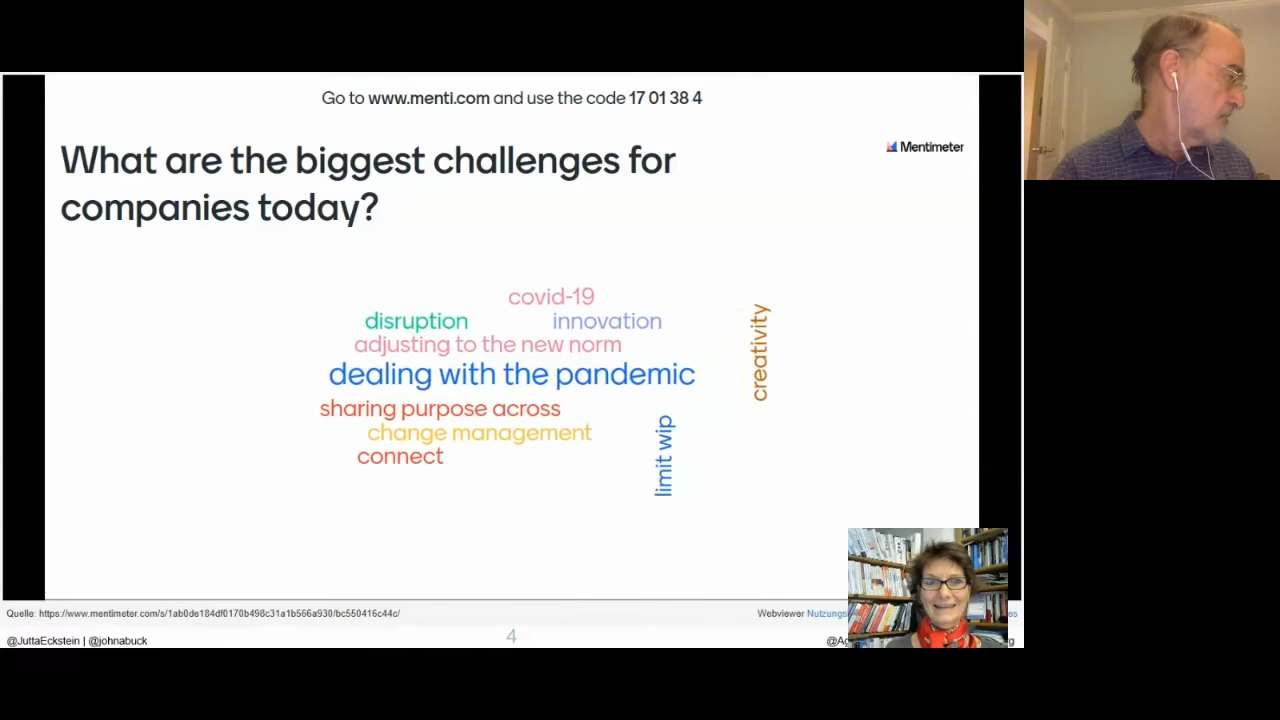 Go to www.menti.com and use the code 17 01 38 4
Mentimeter
What are the biggest challenges for
companies today?
covid-19
disruption
innovation
adjusting to the new norm
creativity
dealing with the pandemic
sharing purpose across
change management
limit wip
connect
Quelle: https://www.mentimeter.com/s/1ab0de184df0170b498c31a1b566a930/bc550416c44c/
Webviewer Nutzungs
@JuttaEckstein | @johnabuck
4